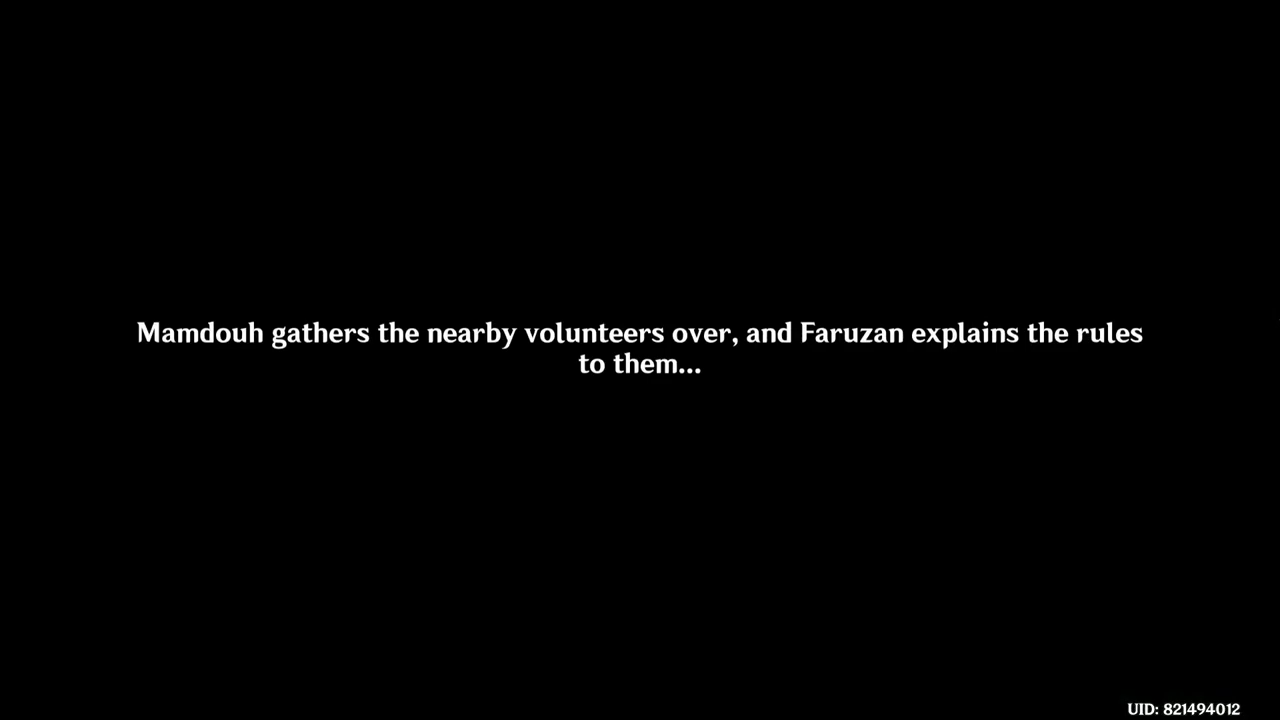 Mamdouh gathers the nearby volunteers over, and Faruzan explains the rules
to them...
UID: 821494012